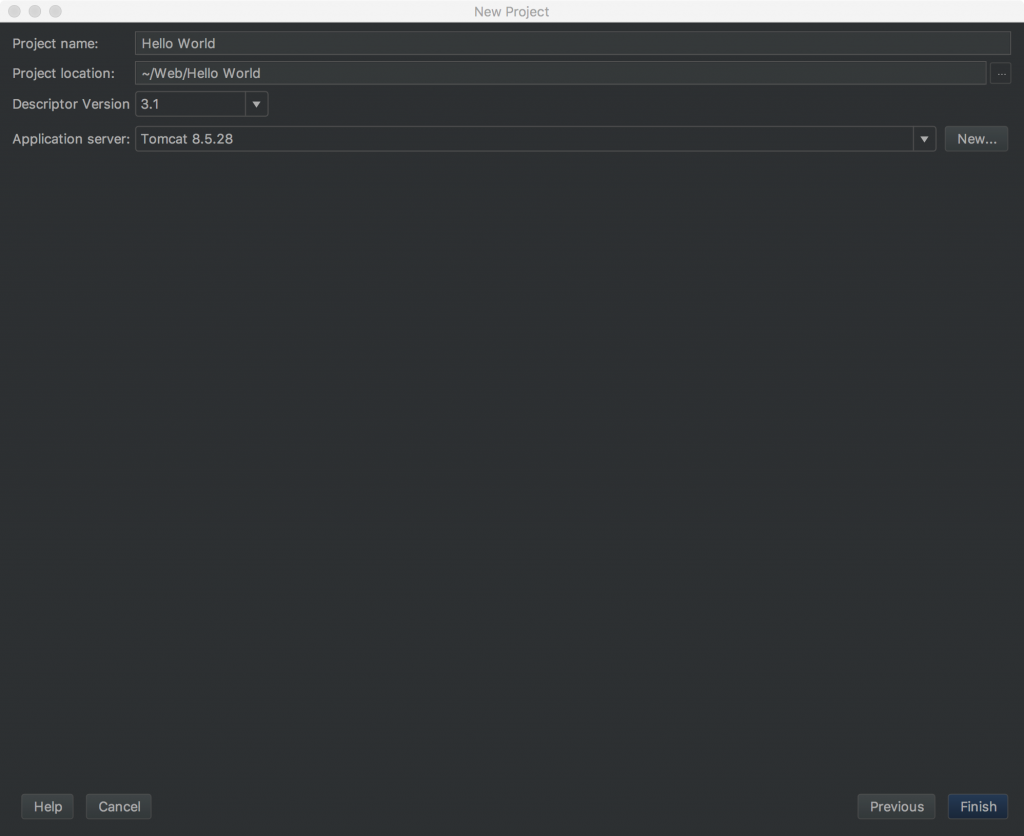 New Project
Project name: Hello World
Project location: ~/Web/Hello World ...
Descriptor Version 3.1
Application server: Tomcat 8.5.28 New...
Help Cancel Previous Finish